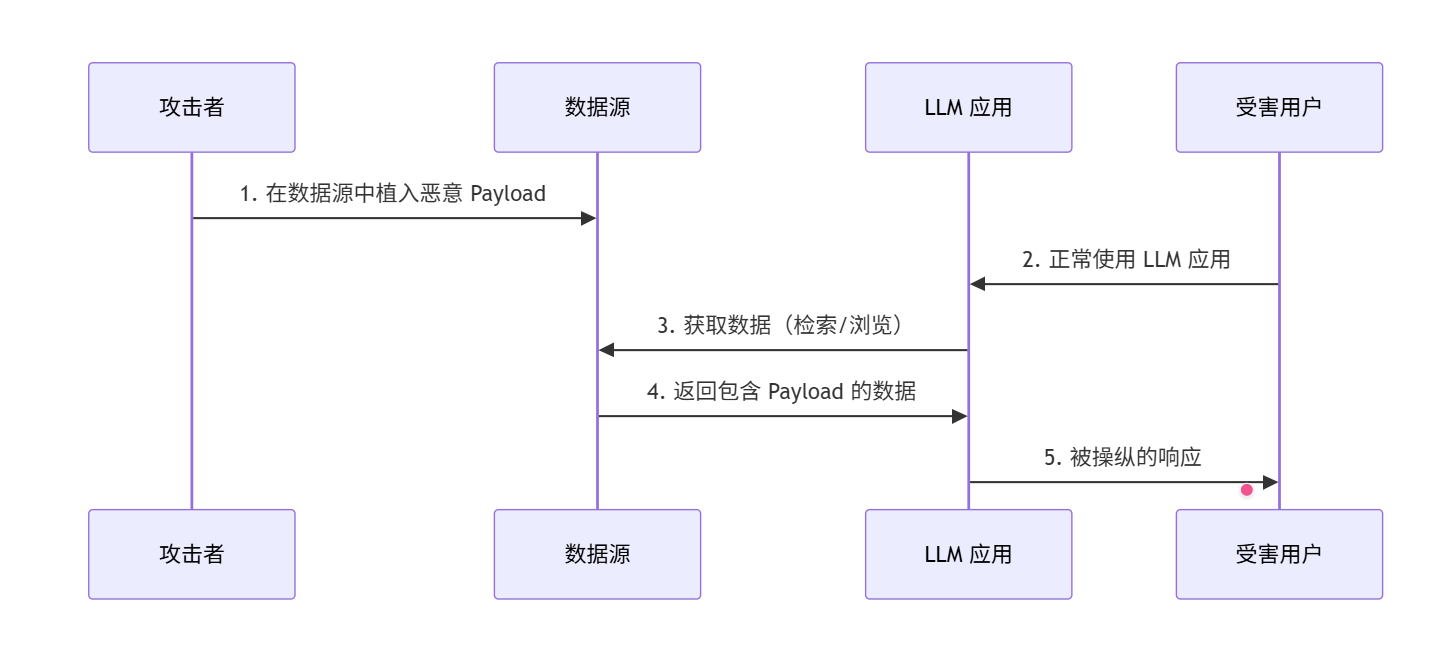 攻击者
数据源
LLM 应用
受害用户
1. 在数据源中植入恶意 Payload
2. 正常使用 LLM 应用
3. 获取数据（检索/浏览）
4. 返回包含 Payload 的数据
5. 被操纵的响应
攻击者
数据源
LLM 应用
受害用户